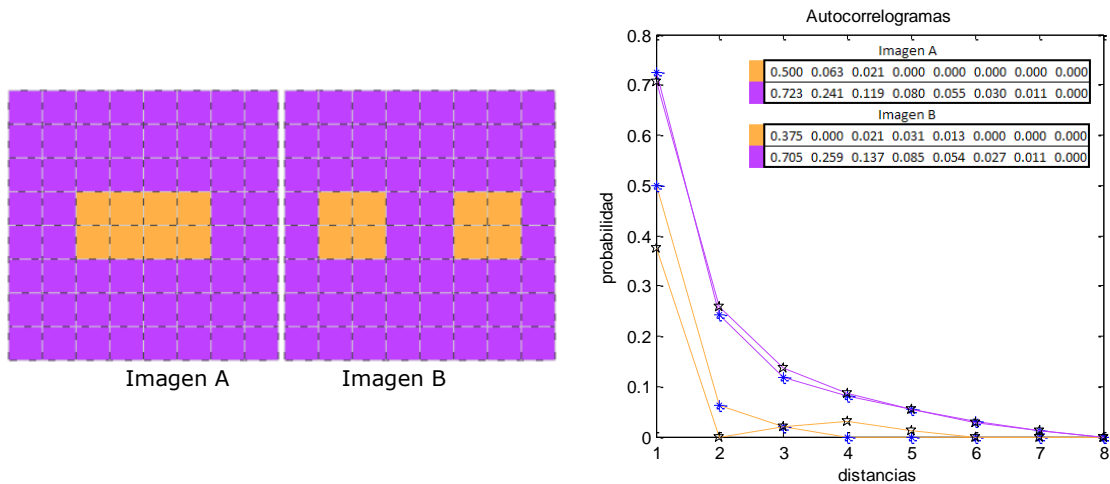 Imagen A
Imagen B
Autocorrelogramas
Imagen A
0.500 0.063 0.021 0.000 0.000 0.000 0.000 0.000
0.723 0.241 0.119 0.080 0.055 0.030 0.011 0.000
Imagen B
0.375 0.000 0.021 0.031 0.013 0.000 0.000 0.000
0.705 0.259 0.137 0.085 0.054 0.027 0.011 0.000
probabilidad
0.8
0.7
0.6
0.5
0.4
0.3
0.2
0.1
0
1 2 3 4 5 6 7 8
distancias